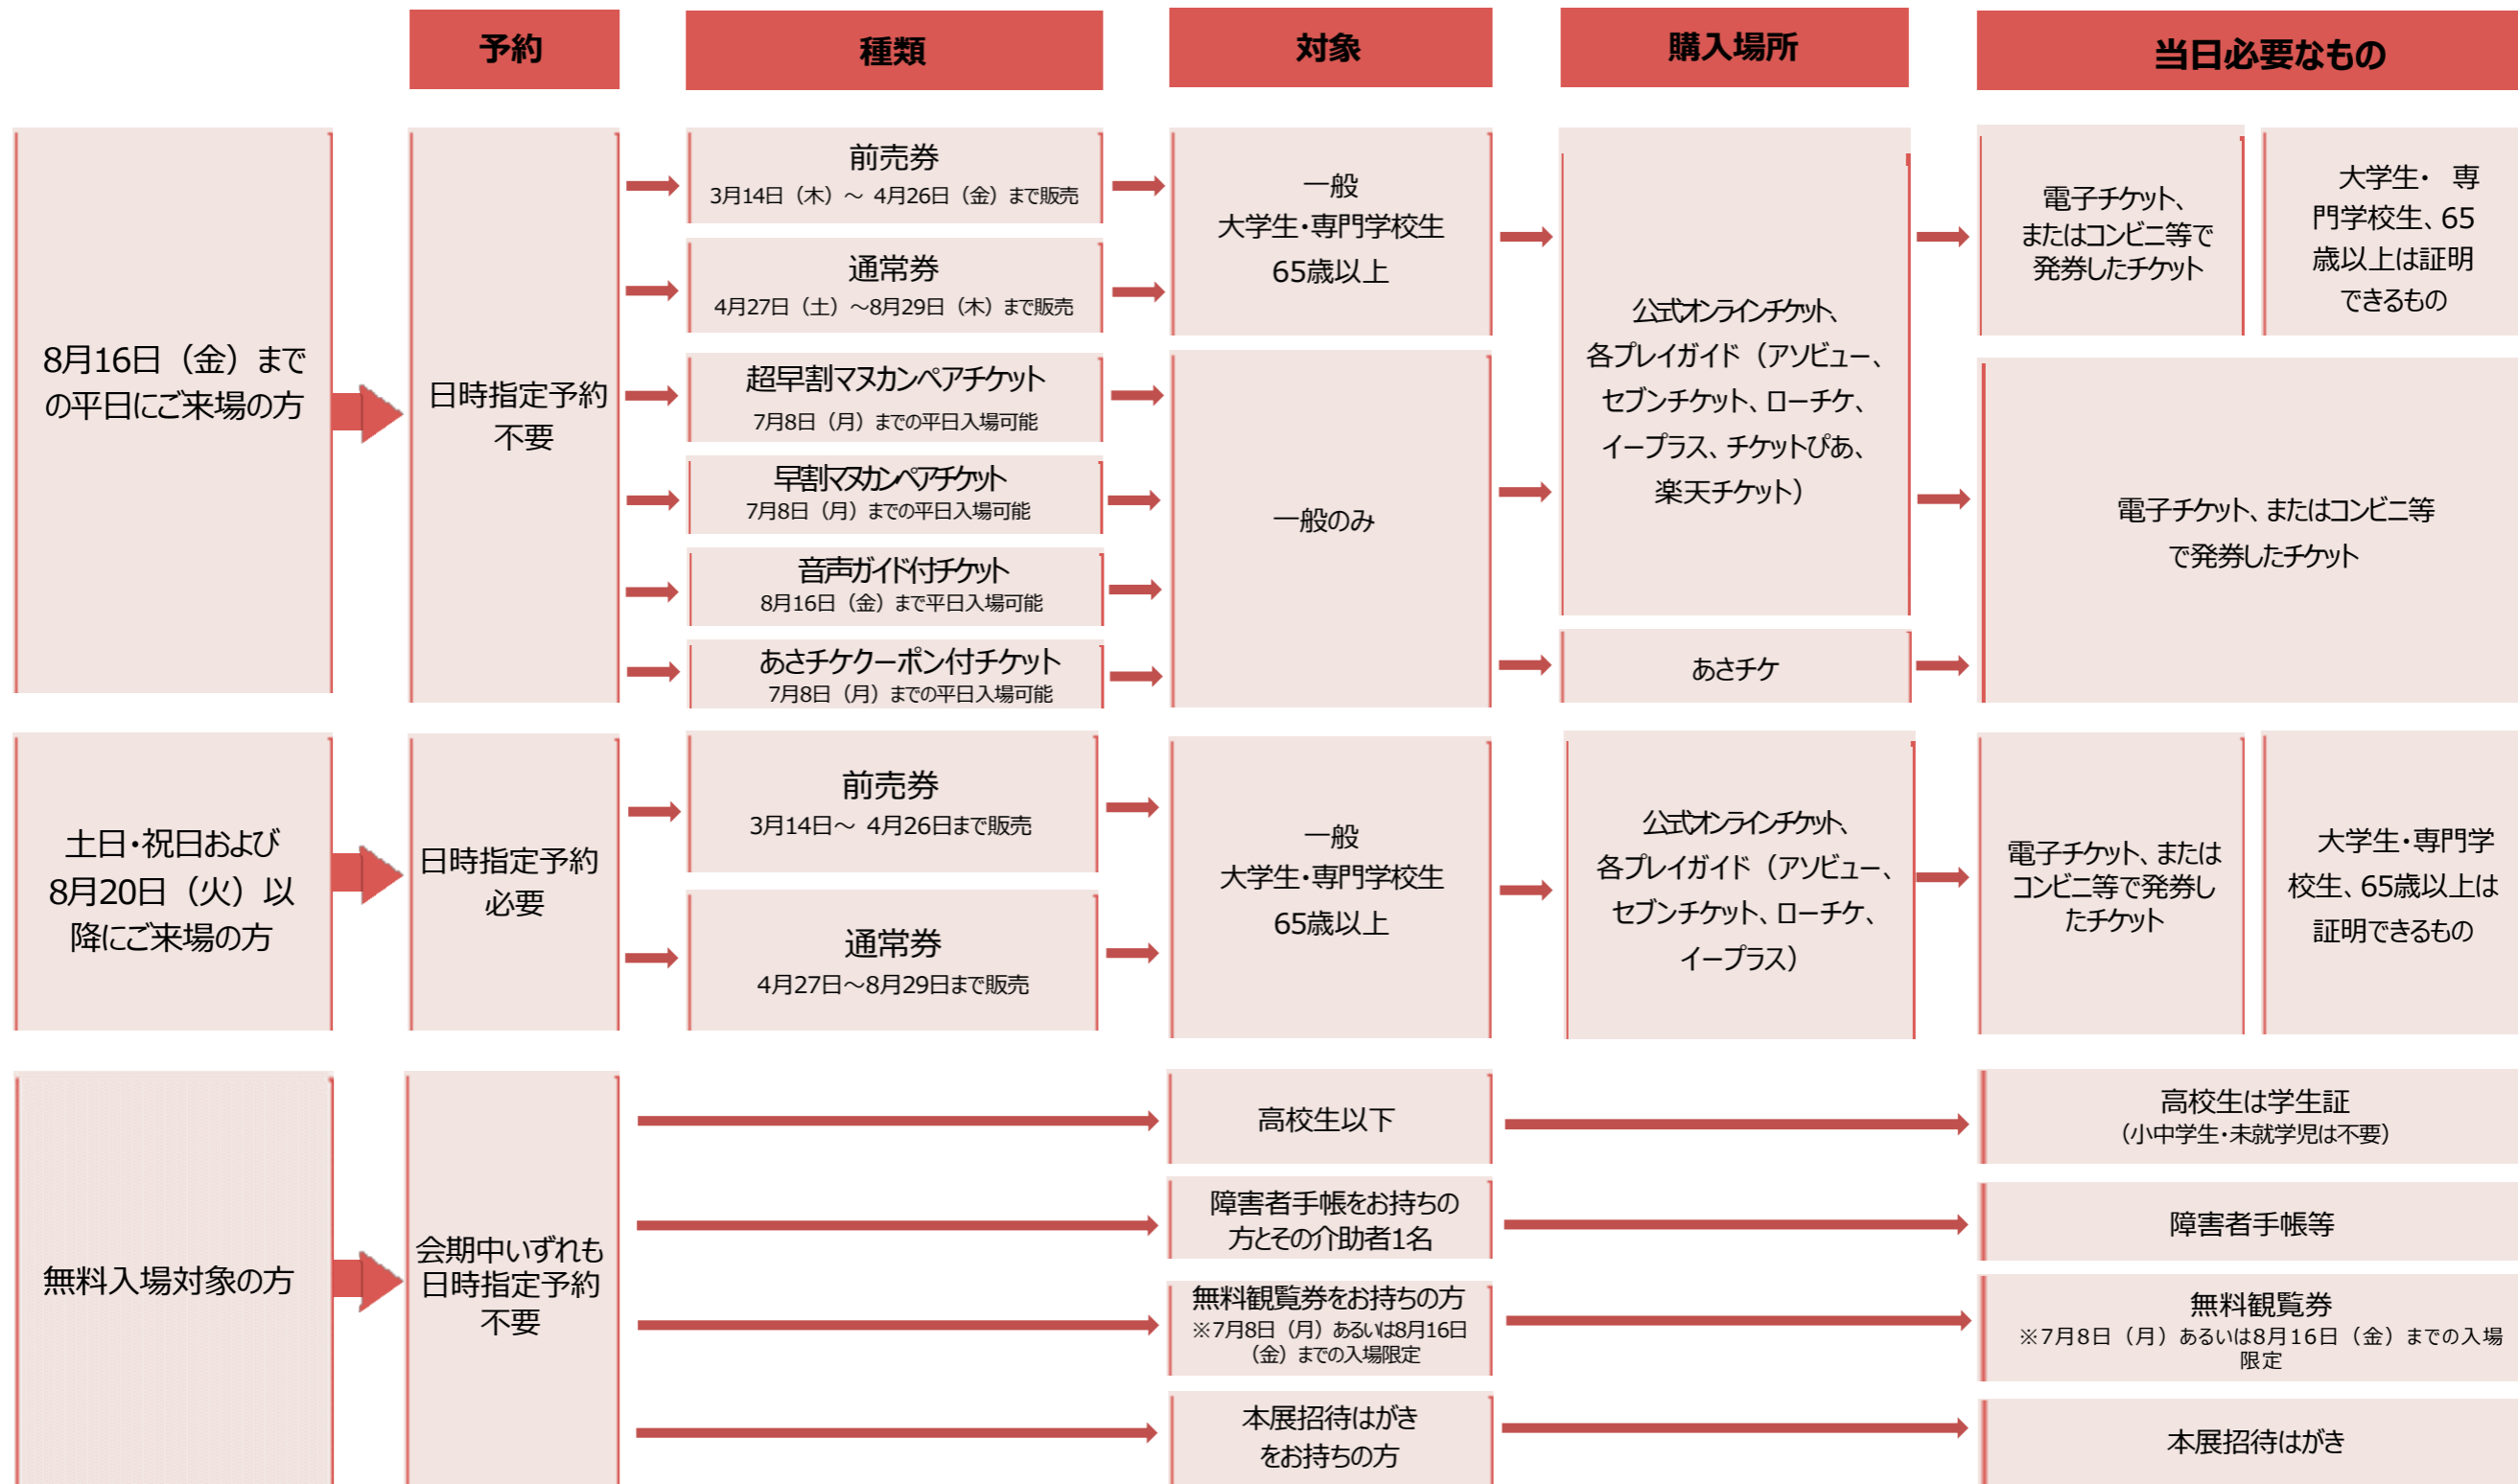 予約
種類
対象
購入場所
当日必要なもの
8月16日（金）まで
の平日にご来場の方
日時指定予約
不要
前売券
3月14日（木）～ 4月26日（金）まで販売
通常券
4月27日（土）～8月29日（木）まで販売
超早割マヌカンペアチケット
7月8日（月）までの平日入場可能
早割マヌカンペアチケット
7月8日（月）までの平日入場可能
音声ガイド付チケット
8月16日（金）まで平日入場可能
あさチケクーポン付チケット
7月8日（月）までの平日入場可能
一般
大学生・専門学校生
65歳以上
一般のみ
公式オンラインチケット、
各プレイガイド（アソビュー、
セブンチケット、ローチケ、
イープラス、チケットぴあ、
楽天チケット）
あさチケ
電子チケット、
またはコンビニ等で
発券したチケット
大学生・ 専
門学校生、65
歳以上は証明
できるもの
電子チケット、またはコンビニ等
で発券したチケット
土日・祝日および
8月20日（火）以
降にご来場の方
日時指定予約
必要
前売券
3月14日～ 4月26日まで販売
通常券
4月27日～8月29日まで販売
一般
大学生・専門学校生
65歳以上
公式オンラインチケット、
各プレイガイド（アソビュー、
セブンチケット、ローチケ、
イープラス）
電子チケット、または
コンビニ等で発券し
たチケット
大学生・専門学
校生、65歳以上は
証明できるもの
無料入場対象の方
会期中いずれも
日時指定予約
不要
高校生以下
高校生は学生証
（小中学生・未就学児は不要）
障害者手帳をお持ちの
方とその介助者1名
障害者手帳等
無料観覧券をお持ちの方
※7月8日（月）あるいは8月16日
（金）までの入場限定
無料観覧券
※7月8日（月）あるいは8月16日（金）までの入場
限定
本展招待はがき
をお持ちの方
本展招待はがき